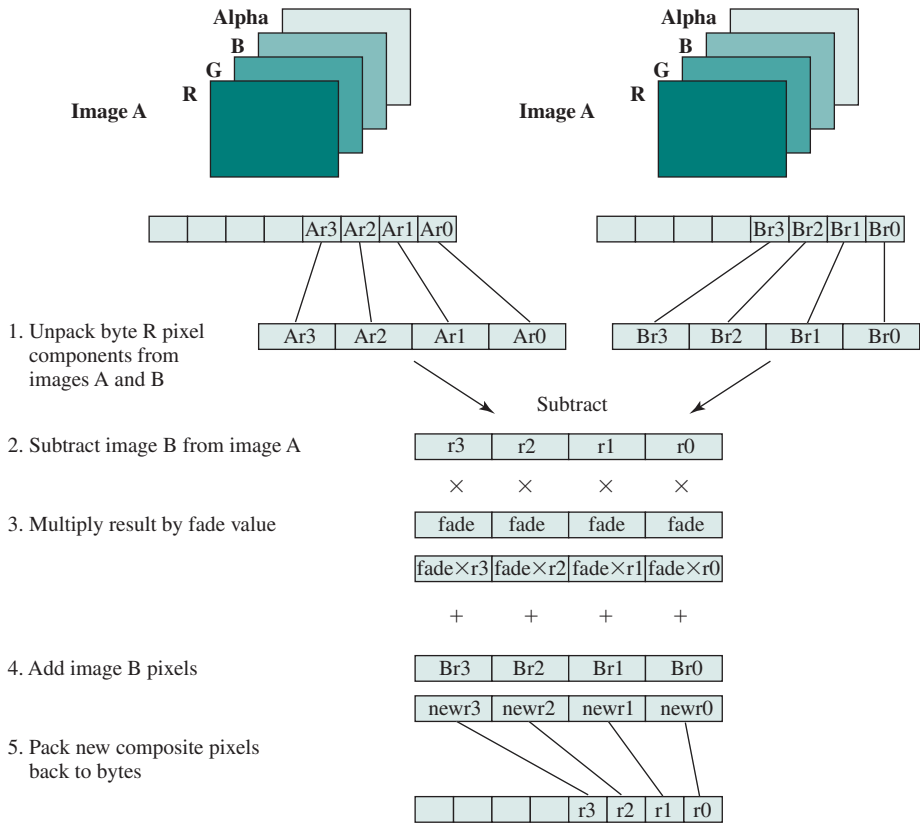 Alpha
B
G
R
Image A
Alpha
B
G
R
Image A
Ar3 Ar2 Ar1 Ar0
Br3 Br2 Br1 Br0
1. Unpack byte R pixel
components from
images A and B
Ar3 Ar2 Ar1 Ar0
Br3 Br2 Br1 Br0
Subtract
2. Subtract image B from image A
r3 r2 r1 r0
× × × ×
3. Multiply result by fade value
fade fade fade fade
fade×r3 fade×r2 fade×r1 fade×r0
+ + + +
4. Add image B pixels
Br3 Br2 Br1 Br0
newr3 newr2 newr1 newr0
5. Pack new composite pixels
back to bytes
r3 r2 r1 r0